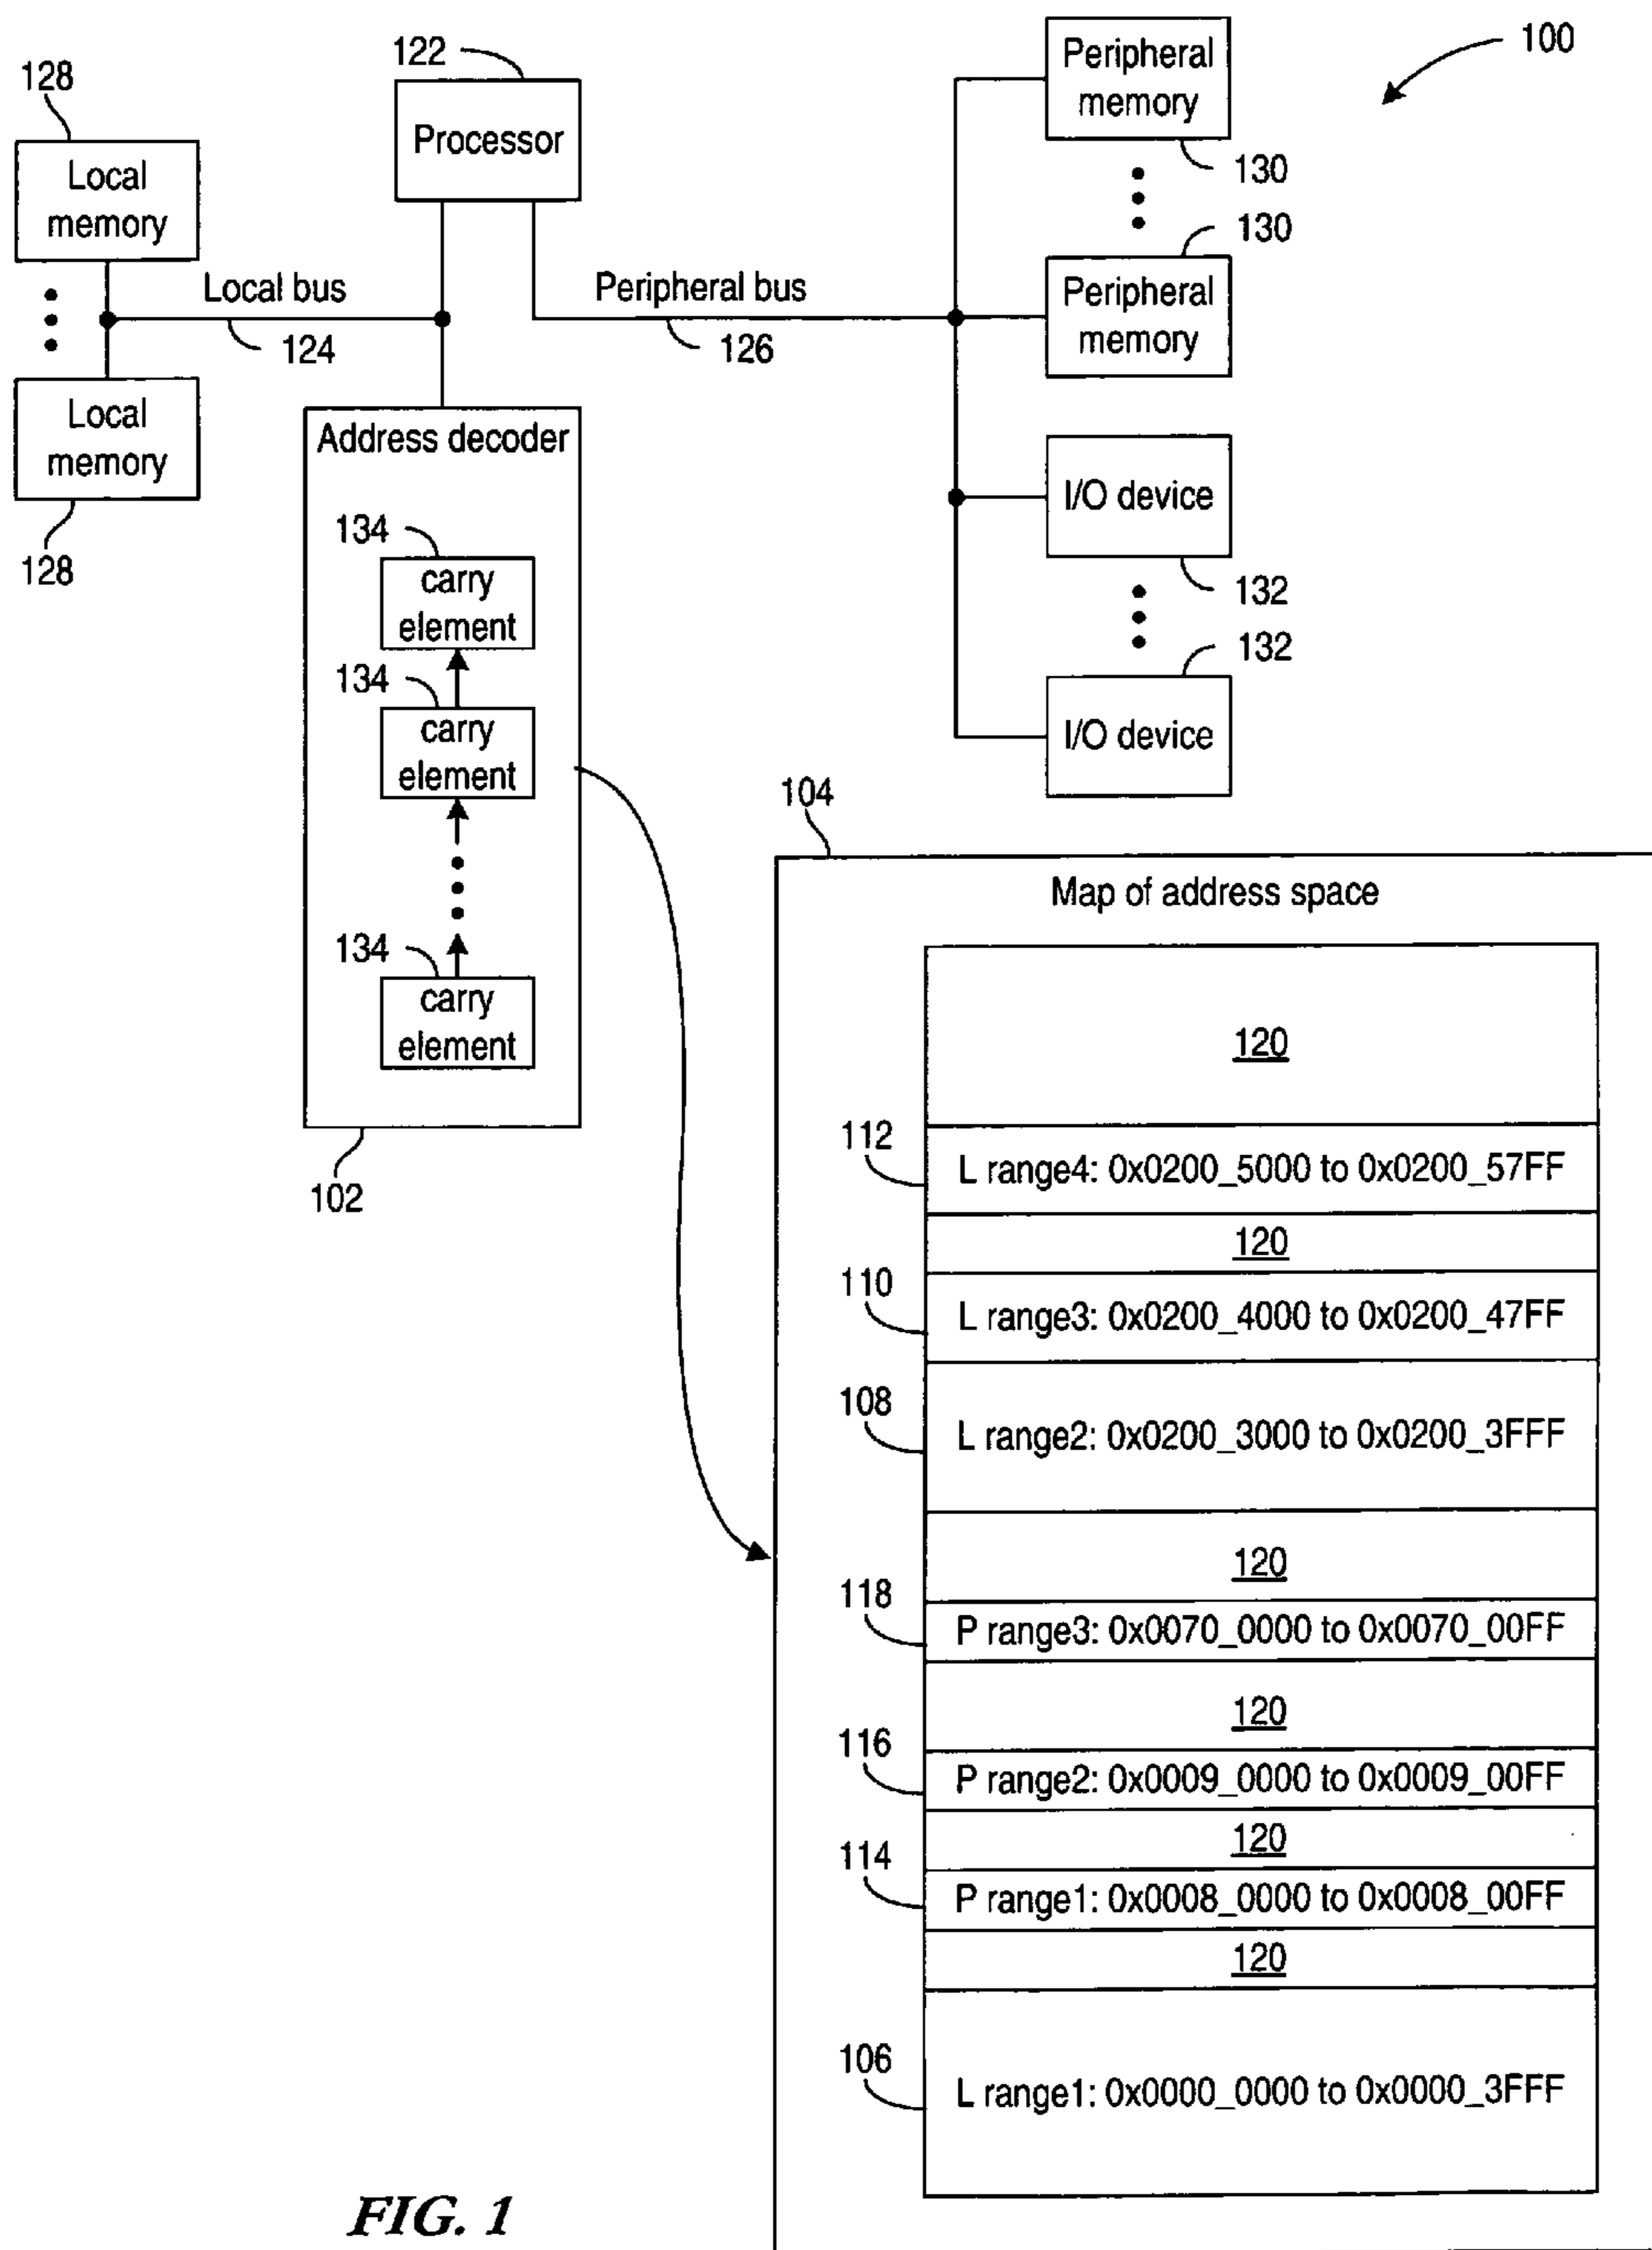 100
122
Processor
128
Local
memory
Local
memory
128
Local bus
124
Peripheral bus
126
Peripheral
memory
130
130
Peripheral
memory
I/O device
132
132
I/O device
Address decoder
134
carry
element
134
carry
element
134
carry
element
102
104
Map of address space
120
112
L range4: 0x0200_5000 to 0x0200_57FF
120
110
L range3: 0x0200_4000 to 0x0200_47FF
108
L range2: 0x0200_3000 to 0x0200_3FFF
120
118
P range3: 0x0070_0000 to 0x0070_00FF
120
116
P range2: 0x0009_0000 to 0x0009_00FF
120
114
P range1: 0x0008_0000 to 0x0008_00FF
120
106
L range1: 0x0000_0000 to 0x0000_3FFF
FIG. 1